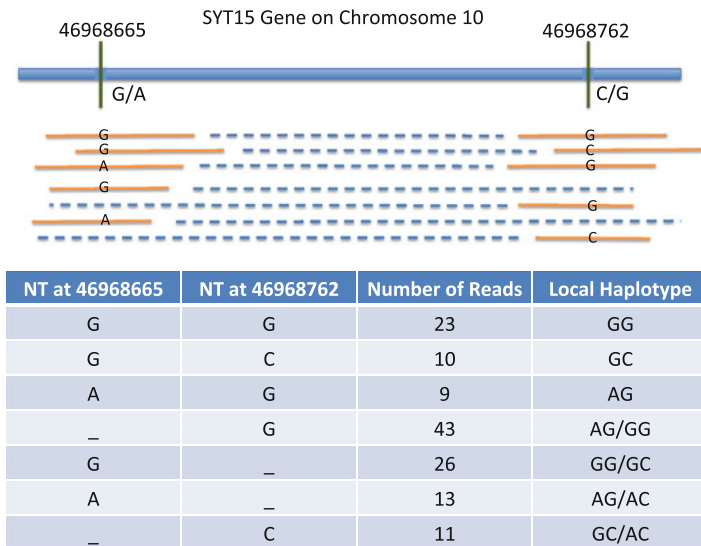 SYT15 Gene on Chromosome 10
46968665 46968762
G/A C/G
G G
G C
A G
G
G
A
C
NT at 46968665 NT at 46968762 Number of Reads Local Haplotype
G G 23 GG
G C 10 GC
A G 9 AG
_ G 43 AG/GG
G _ 26 GG/GC
A _ 13 AG/AC
_ C 11 GC/AC